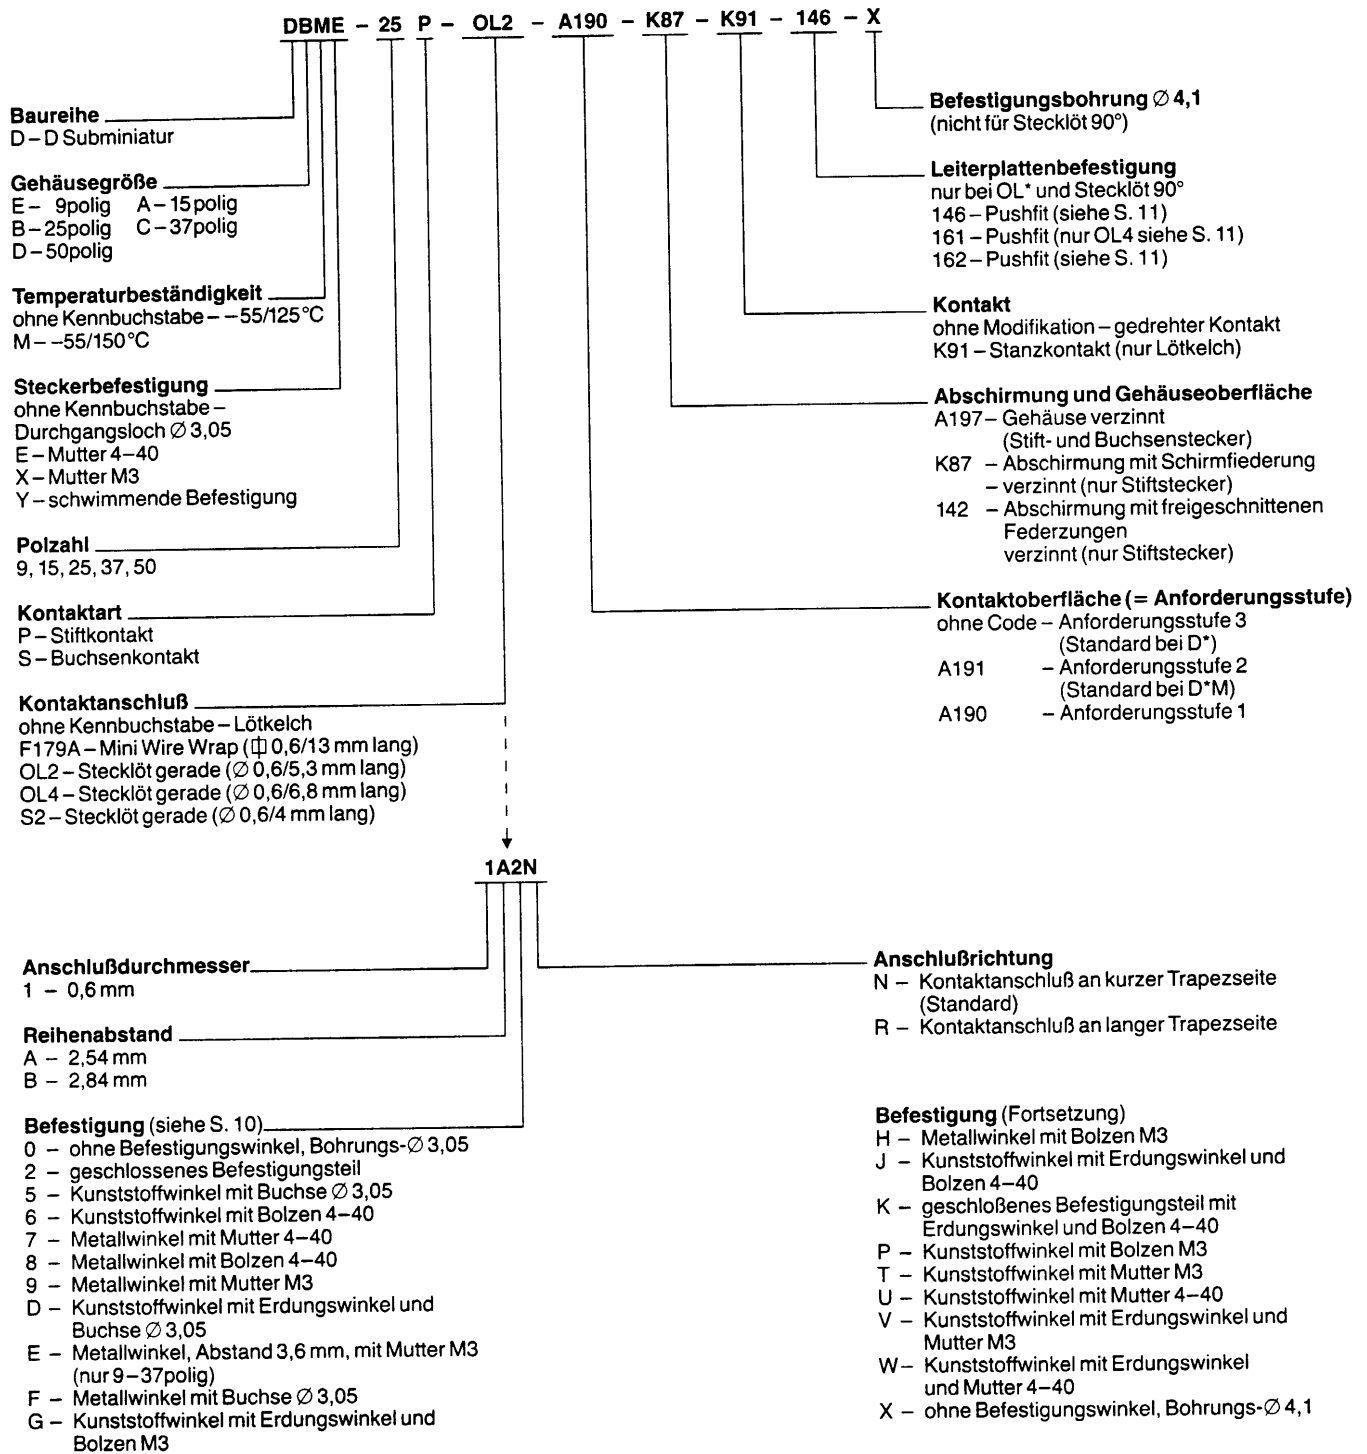 DBME – 25 P – OL2 – A190 – K87 – K91 – 146 – X
Baureihe
D – D Subminiatur
Gehäusegröße
E – 9polig A – 15polig
B – 25polig C – 37polig
D – 50polig
Temperaturbeständigkeit
ohne Kennbuchstabe – –55/125°C
M – –55/150°C
Steckerbefestigung
ohne Kennbuchstabe –
Durchgangsloch ∅ 3,05
E – Mutter 4–40
X – Mutter M3
Y – schwimmende Befestigung
Polzahl
9, 15, 25, 37, 50
Kontaktart
P – Stiftkontakt
S – Buchsenkontakt
Kontaktanschluß
ohne Kennbuchstabe – Lötkelch
F179A – Mini Wire Wrap (⌷ 0,6/13 mm lang)
OL2 – Stecklöt gerade (∅ 0,6/5,3 mm lang)
OL4 – Stecklöt gerade (∅ 0,6/6,8 mm lang)
S2 – Stecklöt gerade (∅ 0,6/4 mm lang)
Befestigungsbohrung ∅ 4,1
(nicht für Stecklöt 90°)
Leiterplattenbefestigung
nur bei OL* und Stecklöt 90°
146 – Pushfit (siehe S. 11)
161 – Pushfit (nur OL4 siehe S. 11)
162 – Pushfit (siehe S. 11)
Kontakt
ohne Modifikation – gedrehter Kontakt
K91 – Stanzkontakt (nur Lötkelch)
Abschirmung und Gehäuseoberfläche
A197 – Gehäuse verzinnt
(Stift- und Buchsenstecker)
K87 – Abschirmung mit Schirmfiederung
– verzinnt (nur Stiftstecker)
142 – Abschirmung mit freigeschnittenen
Federzungen
verzinnt (nur Stiftstecker)
Kontaktoberfläche (= Anforderungsstufe)
ohne Code – Anforderungsstufe 3
(Standard bei D*)
A191 – Anforderungsstufe 2
(Standard bei D*M)
A190 – Anforderungsstufe 1
1A2N
Anschlußdurchmesser
1 – 0,6 mm
Reihenabstand
A – 2,54 mm
B – 2,84 mm
Befestigung (siehe S. 10)
0 – ohne Befestigungswinkel, Bohrungs-∅ 3,05
2 – geschlossenes Befestigungsteil
5 – Kunststoffwinkel mit Buchse ∅ 3,05
6 – Kunststoffwinkel mit Bolzen 4–40
7 – Metallwinkel mit Mutter 4–40
8 – Metallwinkel mit Bolzen 4–40
9 – Metallwinkel mit Mutter M3
D – Kunststoffwinkel mit Erdungswinkel und
Buchse ∅ 3,05
E – Metallwinkel, Abstand 3,6 mm, mit Mutter M3
(nur 9–37polig)
F – Metallwinkel mit Buchse ∅ 3,05
G – Kunststoffwinkel mit Erdungswinkel und
Bolzen M3
Anschlußrichtung
N – Kontaktanschluß an kurzer Trapezseite
(Standard)
R – Kontaktanschluß an langer Trapezseite
Befestigung (Fortsetzung)
H – Metallwinkel mit Bolzen M3
J – Kunststoffwinkel mit Erdungswinkel und
Bolzen 4–40
K – geschloßenes Befestigungsteil mit
Erdungswinkel und Bolzen 4–40
P – Kunststoffwinkel mit Bolzen M3
T – Kunststoffwinkel mit Mutter M3
U – Kunststoffwinkel mit Mutter 4–40
V – Kunststoffwinkel mit Erdungswinkel und
Mutter M3
W – Kunststoffwinkel mit Erdungswinkel
und Mutter 4–40
X – ohne Befestigungswinkel, Bohrungs-∅ 4,1